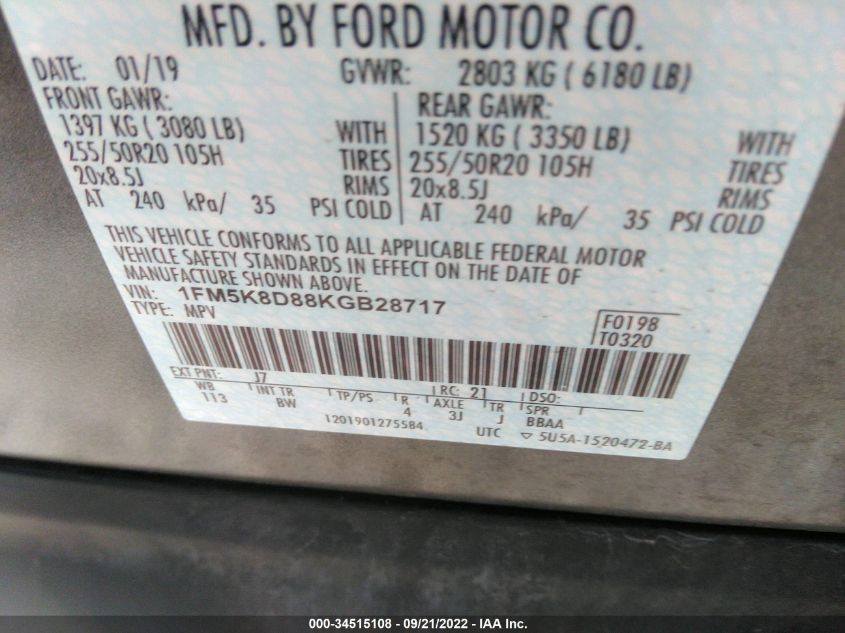 MFD. BY FORD MOTOR CO.
DATE: 01/19 GVWR: 2803 KG ( 6180 LB)
FRONT GAWR: REAR GAWR:
1397 KG ( 3080 LB) WITH 1520 KG ( 3350 LB) WITH
255/50R20 105H TIRES 255/50R20 105H TIRES
20x8.5J RIMS 20x8.5J RIMS
AT 240 kPa/ 35 PSI COLD AT 240 kPa/ 35 PSI COLD
THIS VEHICLE CONFORMS TO ALL APPLICABLE FEDERAL MOTOR
VEHICLE SAFETY STANDARDS IN EFFECT ON THE DATE OF
MANUFACTURE SHOWN ABOVE.
VIN: 1FM5K8D88KGB28717
TYPE: MPV
F0198
T0320
EXT PNT: J7 RC: 21 DSO:
WB INT TR TP/PS R AXLE TR SPR
113 BW 4 3J J BBAA
1201901275584 UTC ▽ 5U5A-1520472-BA
000-34515108 - 09/21/2022 - IAA Inc.